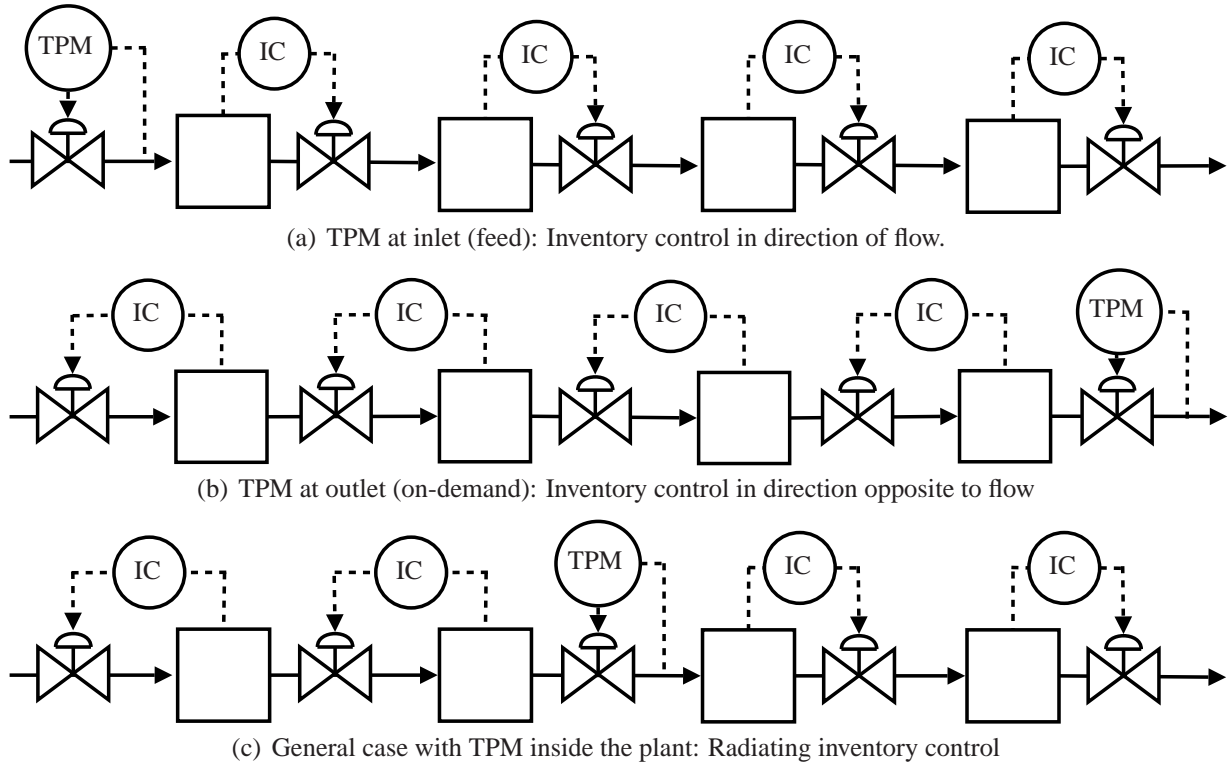 TPM IC IC IC IC
(a) TPM at inlet (feed): Inventory control in direction of flow.
IC IC IC IC TPM
(b) TPM at outlet (on-demand): Inventory control in direction opposite to flow
IC IC TPM IC IC
(c) General case with TPM inside the plant: Radiating inventory control